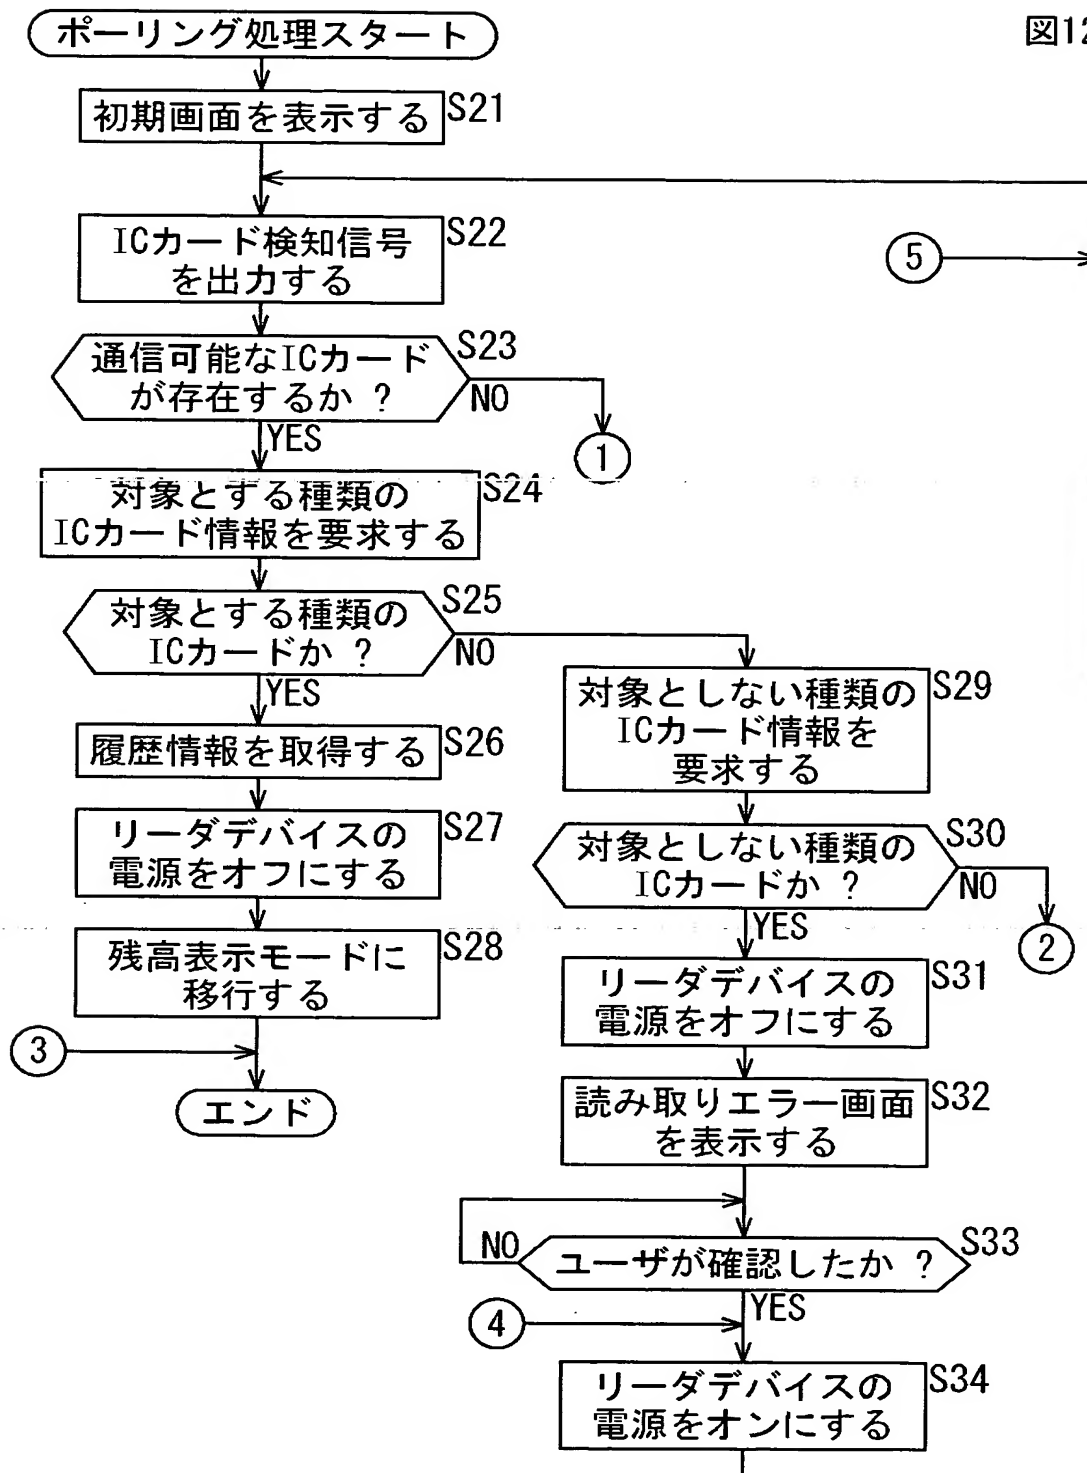 図12
ポーリング処理スタート
初期画面を表示する
S21
ICカード検知信号
を出力する
S22
⑤
通信可能なICカード
が存在するか ?
S23
NO
YES
①
対象とする種類の
ICカード情報を要求する
S24
対象とする種類の
ICカードか ?
S25
NO
YES
履歴情報を取得する
S26
リーダデバイスの
電源をオフにする
S27
残高表示モードに
移行する
S28
③
エンド
対象としない種類の
ICカード情報を
要求する
S29
対象としない種類の
ICカードか ?
S30
NO
YES
②
リーダデバイスの
電源をオフにする
S31
読み取りエラー画面
を表示する
S32
ユーザが確認したか ?
S33
NO
YES
④
リーダデバイスの
電源をオンにする
S34